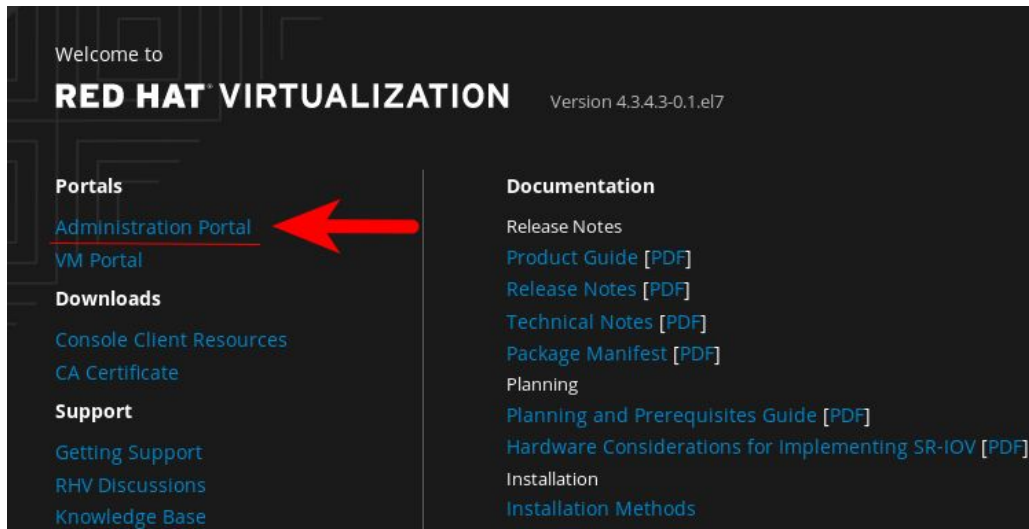 Welcome to
RED HAT® VIRTUALIZATION Version 4.3.4.3-0.1.el7
Portals
Administration Portal
VM Portal
Downloads
Console Client Resources
CA Certificate
Support
Getting Support
RHV Discussions
Knowledge Base
Documentation
Release Notes
Product Guide [PDF]
Release Notes [PDF]
Technical Notes [PDF]
Package Manifest [PDF]
Planning
Planning and Prerequisites Guide [PDF]
Hardware Considerations for Implementing SR-IOV [PDF]
Installation
Installation Methods